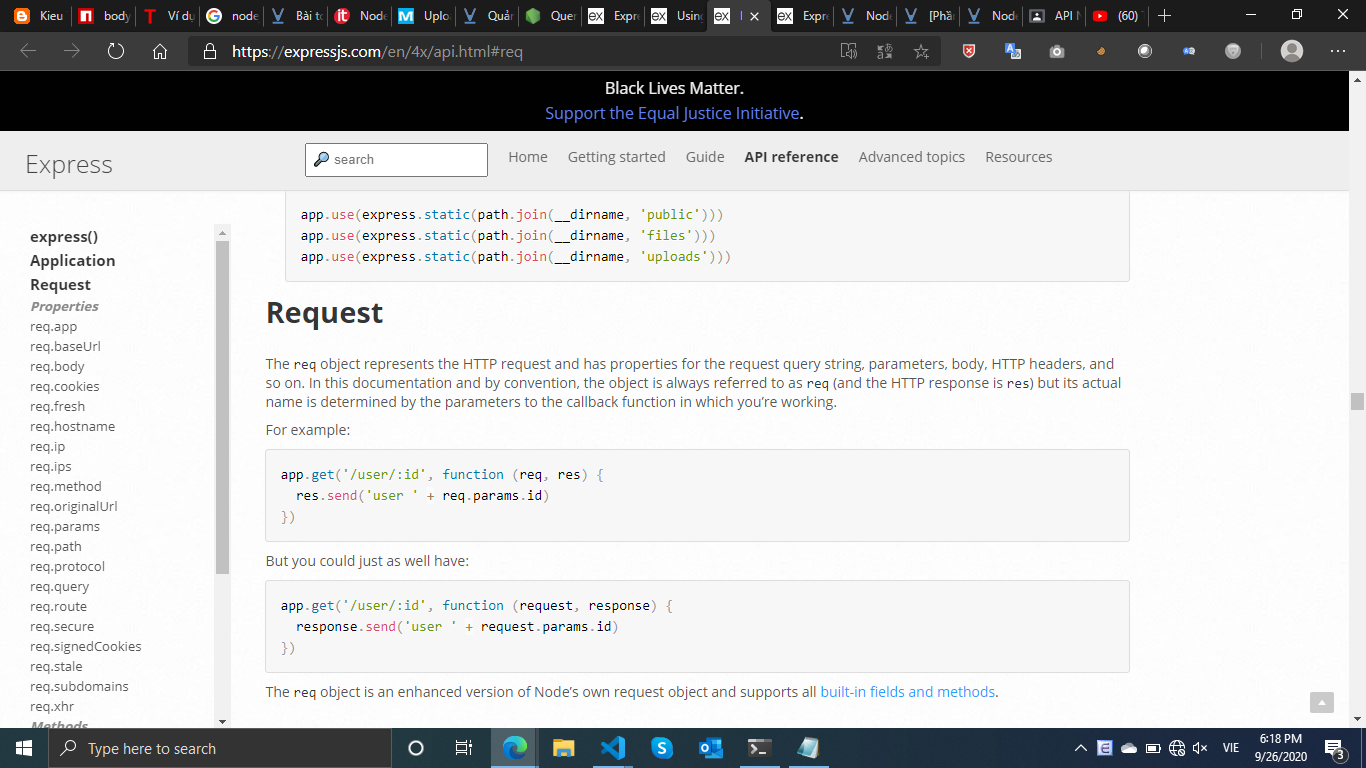 Kieu
body
Ví dụ
node
Bài tơ
Node
Uploa
Quản
Quer
Expre
Using
Expre
Node
[Phần
Node
API N
(60)
https://expressjs.com/en/4x/api.html#req
Black Lives Matter.
Support the Equal Justice Initiative.
Express
search
Home
Getting started
Guide
API reference
Advanced topics
Resources
express()
Application
Request
Properties
req.app
req.baseUrl
req.body
req.cookies
req.fresh
req.hostname
req.ip
req.ips
req.method
req.originalUrl
req.params
req.path
req.protocol
req.query
req.route
req.secure
req.signedCookies
req.stale
req.subdomains
req.xhr
Methods
app.use(express.static(path.join(__dirname, 'public')))
app.use(express.static(path.join(__dirname, 'files')))
app.use(express.static(path.join(__dirname, 'uploads')))
Request
The req object represents the HTTP request and has properties for the request query string, parameters, body, HTTP headers, and
so on. In this documentation and by convention, the object is always referred to as req (and the HTTP response is res) but its actual
name is determined by the parameters to the callback function in which you’re working.
For example:
app.get('/user/:id', function (req, res) {
  res.send('user ' + req.params.id)
})
But you could just as well have:
app.get('/user/:id', function (request, response) {
  response.send('user ' + request.params.id)
})
The req object is an enhanced version of Node’s own request object and supports all built-in fields and methods.
Type here to search
VIE
6:18 PM
9/26/2020
3